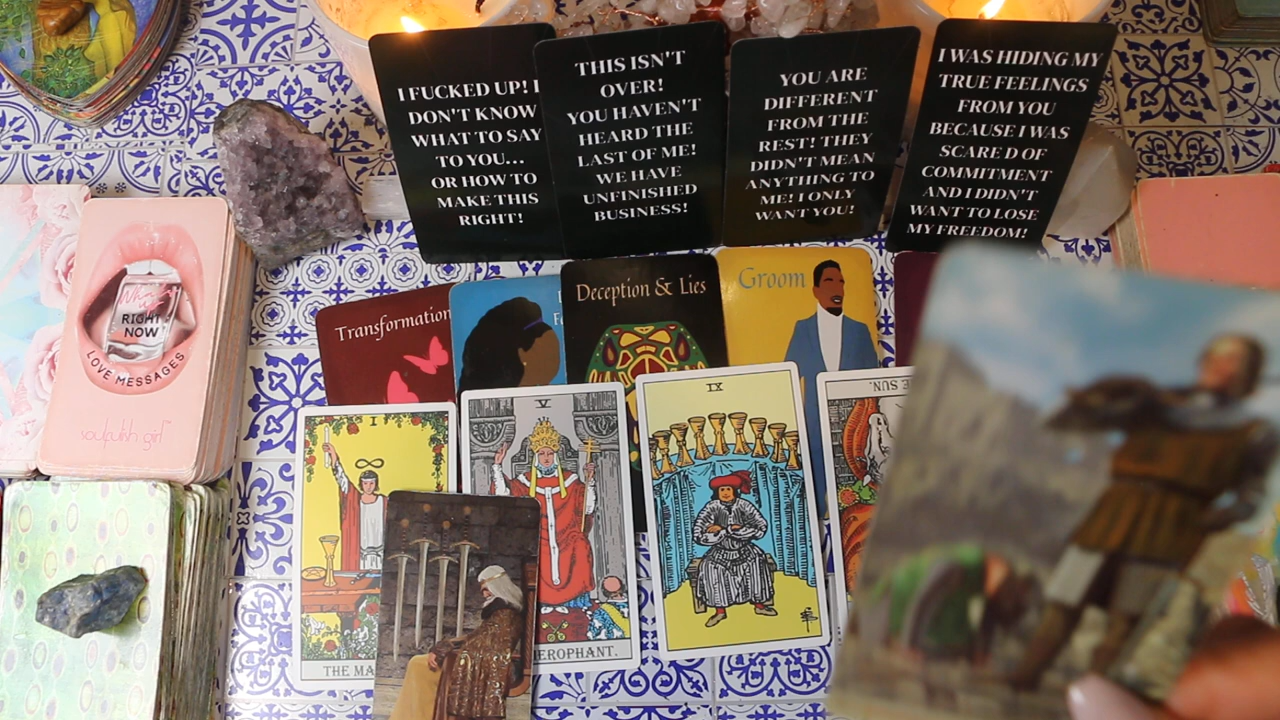 I FUCKED UP! I
DON'T KNOW
WHAT TO SAY
TO YOU...
OR HOW TO
MAKE THIS
RIGHT!
THIS ISN'T
OVER!
YOU HAVEN'T
HEARD THE
LAST OF ME!
WE HAVE
UNFINISHED
BUSINESS!
YOU ARE
DIFFERENT
FROM THE
REST! THEY
DIDN'T MEAN
ANYTHING TO
ME! I ONLY
WANT YOU!
I WAS HIDING MY
TRUE FEELINGS
FROM YOU
BECAUSE I WAS
SCARED OF
COMMITMENT
AND I DIDN'T
WANT TO LOSE
MY FREEDOM!
RIGHT
NOW
LOVE MESSAGES
soulpulish girl™
Transformation
Deception & Lies
Groom
I
V
IX
THE SUN.
THE MA
IEROPHANT.